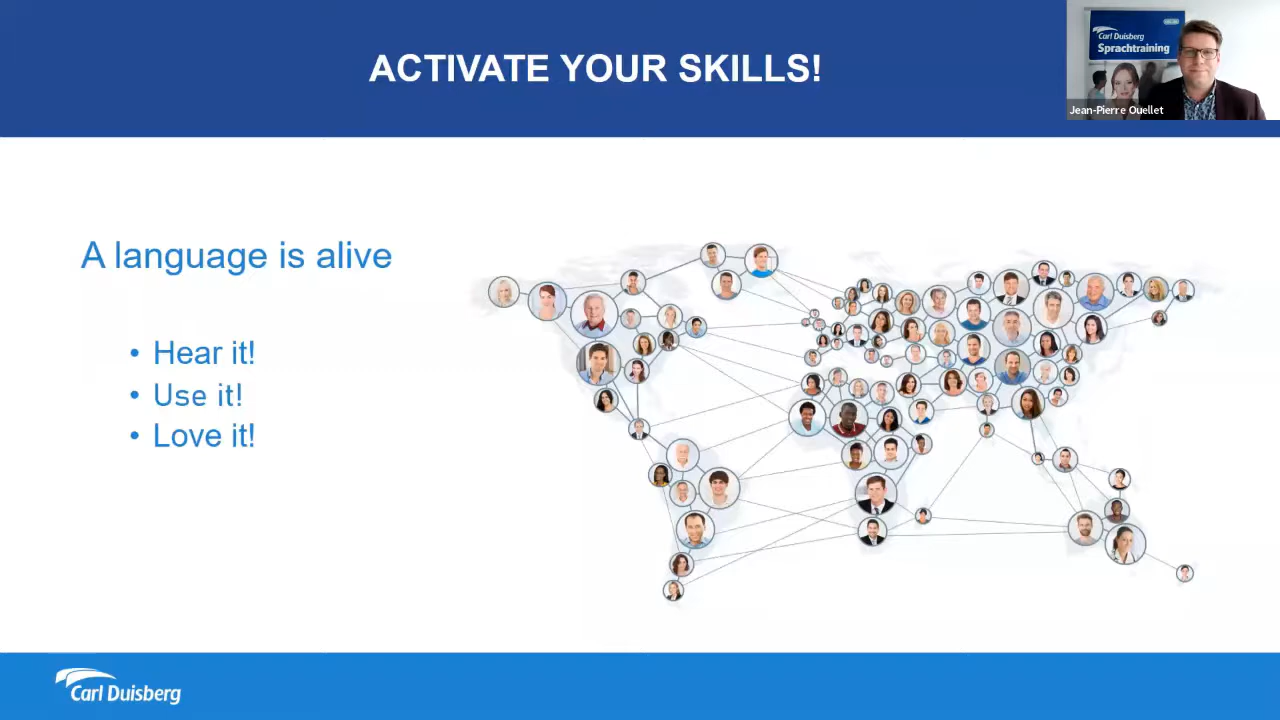 ACTIVATE YOUR SKILLS!
Carl Duisberg
Sprachtraining
Jean-Pierre Ouellet
A language is alive
• Hear it!
• Use it!
• Love it!
Carl Duisberg